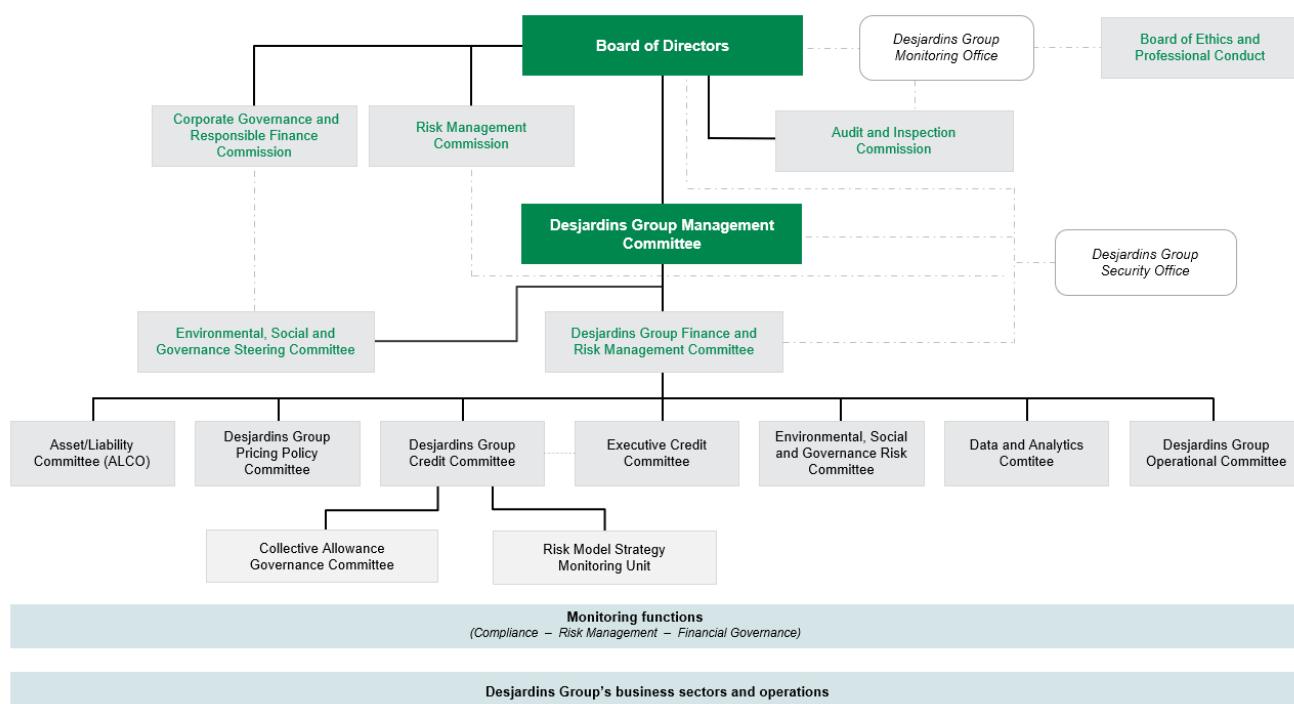 Board of Directors
Desjardins Group
Monitoring Office
Board of Ethics and
Professional Conduct
Corporate Governance and
Responsible Finance
Commission
Risk Management
Commission
Audit and Inspection
Commission
Desjardins Group Management
Committee
Desjardins Group
Security Office
Environmental, Social and
Governance Steering Committee
Desjardins Group Finance and
Risk Management Committee
Asset/Liability
Committee (ALCO)
Desjardins Group
Pricing Policy
Committee
Desjardins Group
Credit Committee
Executive Credit
Committee
Environmental, Social
and Governance Risk
Committee
Data and Analytics
Comtitee
Desjardins Group
Operational Committee
Collective Allowance
Governance Committee
Risk Model Strategy
Monitoring Unit
Monitoring functions
(Compliance – Risk Management – Financial Governance)
Desjardins Group's business sectors and operations